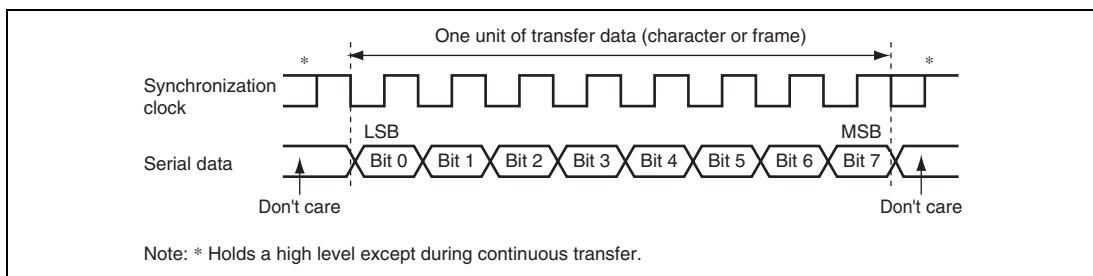 One unit of transfer data (character or frame)
*
*
Synchronization
clock
LSB
MSB
Serial data
Bit 0
Bit 1
Bit 2
Bit 3
Bit 4
Bit 5
Bit 6
Bit 7
Don't care
Don't care
Note: * Holds a high level except during continuous transfer.